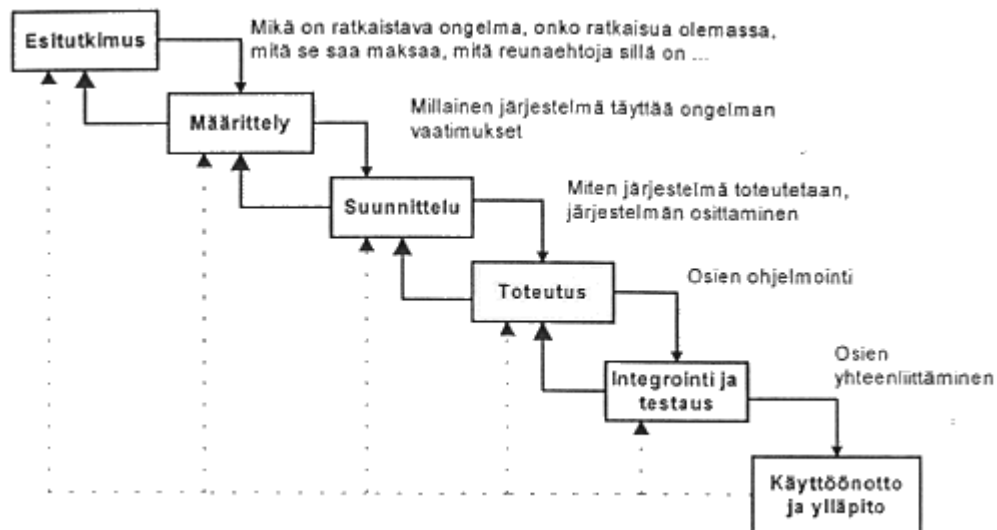 Esitutkimus
Mikä on ratkaistava ongelma, onko ratkaisua olemassa,
mitä se saa maksaa, mitä reunaehtoja sillä on ...
Määrittely
Millainen järjestelmä täyttää ongelman
vaatimukset
Suunnittelu
Miten järjestelmä toteutetaan,
järjestelmän osittaminen
Toteutus
Osien ohjelmointi
Integrointi ja
testaus
Osien
yhteenliittäminen
Käyttöönotto
ja ylläpito